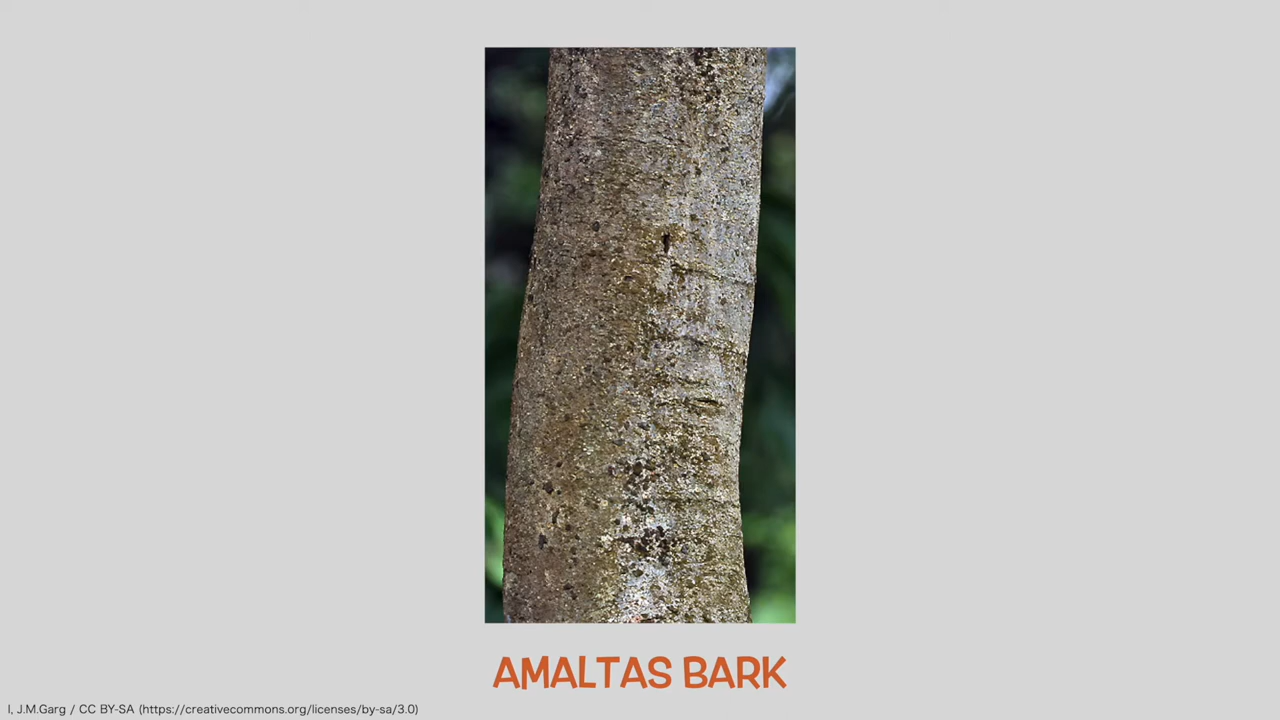 AMALTAS BARK
I, J.M.Garg / CC BY-SA (https://creativecommons.org/licenses/by-sa/3.0)